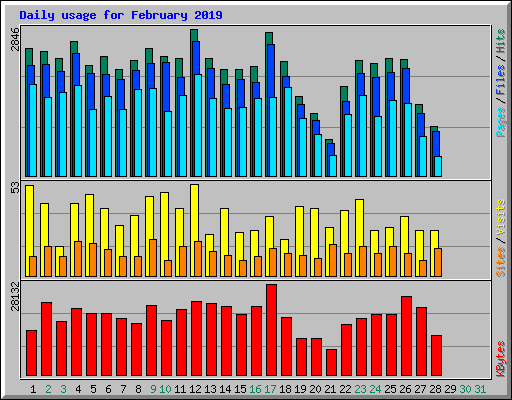 Daily usage for February 2019
2846
Pages / Files / Hits
53
Sites / Visits
28132
KBytes
1 2 3 4 5 6 7 8 9 10 11 12 13 14 15 16 17 18 19 20 21 22 23 24 25 26 27 28 29 30 31